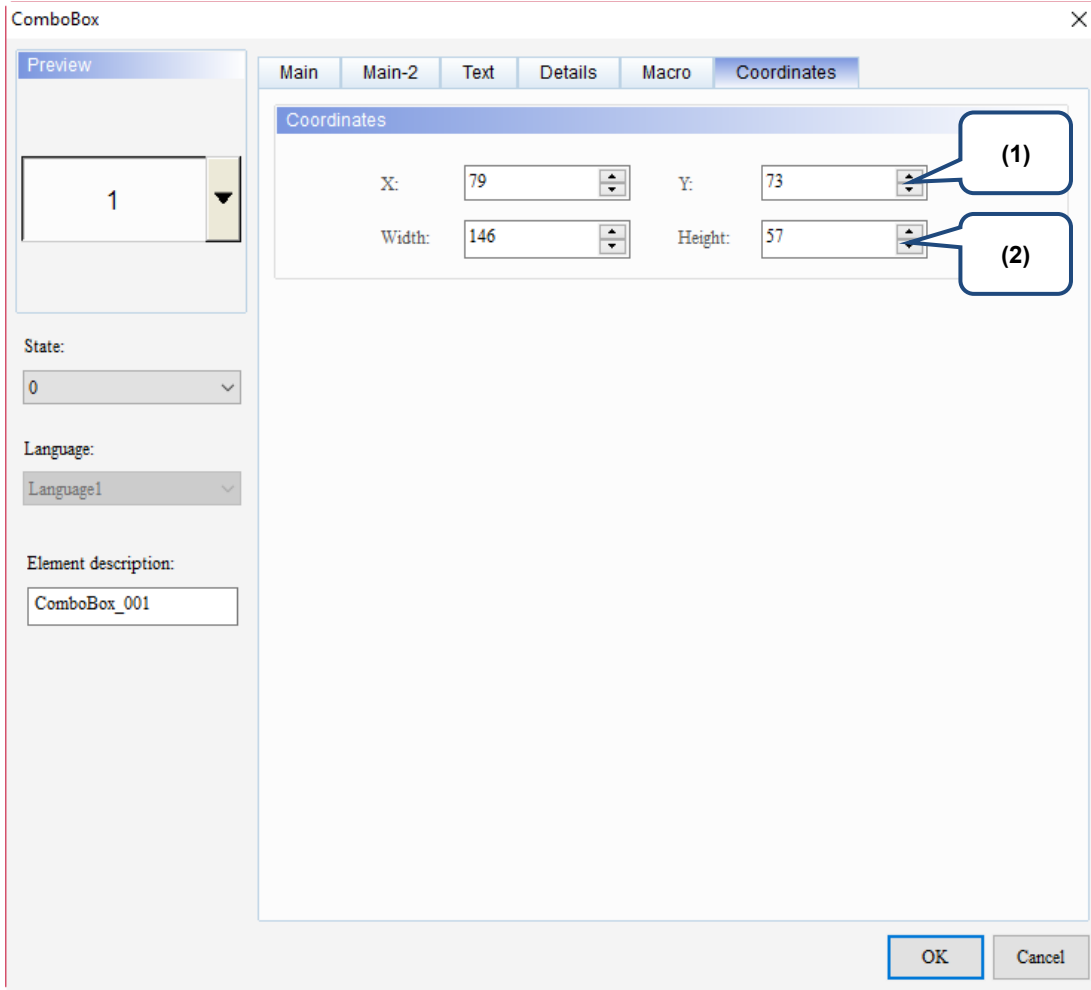 ComboBox
Preview
1
State:
0
Language:
Language1
Element description:
ComboBox_001
Main Main-2 Text Details Macro Coordinates
Coordinates
X: 79 Y: 73
(1)
Width: 146 Height: 57
(2)
OK Cancel